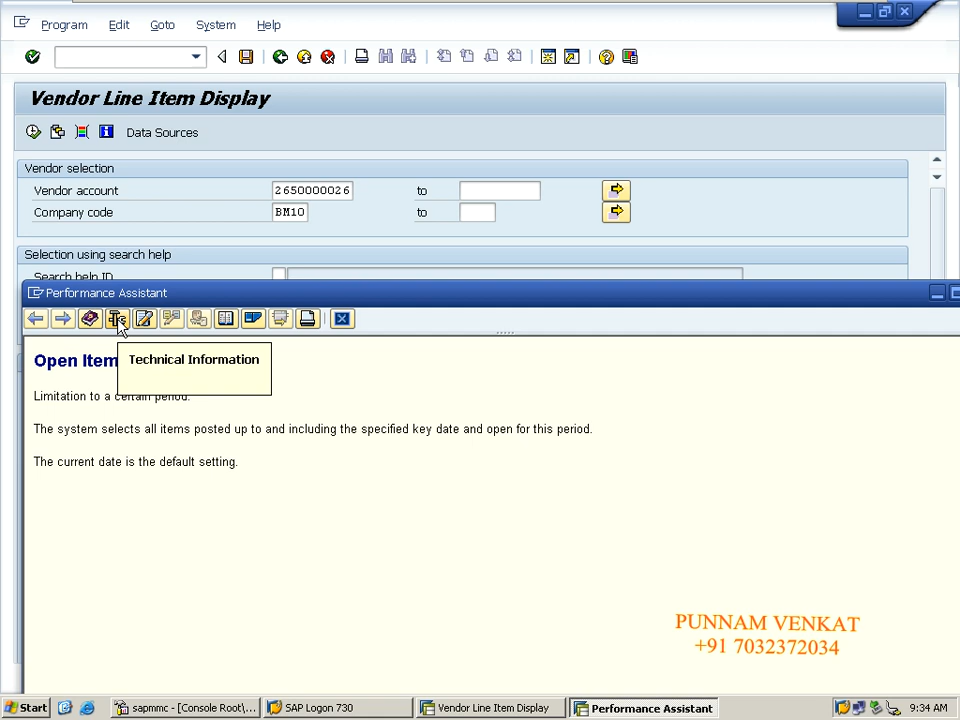 Program Edit Goto System Help
Vendor Line Item Display
Data Sources
Vendor selection
Vendor account 2650000026 to
Company code BM10 to
Selection using search help
Search help ID
Performance Assistant
Technical Information
Open Item
Limitation to a certain period.
The system selects all items posted up to and including the specified key date and open for this period.
The current date is the default setting.
PUNNAM VENKAT
+91 7032372034
Start sapmmc - [Console Root\... SAP Logon 730 Vendor Line Item Display Performance Assistant 9:34 AM